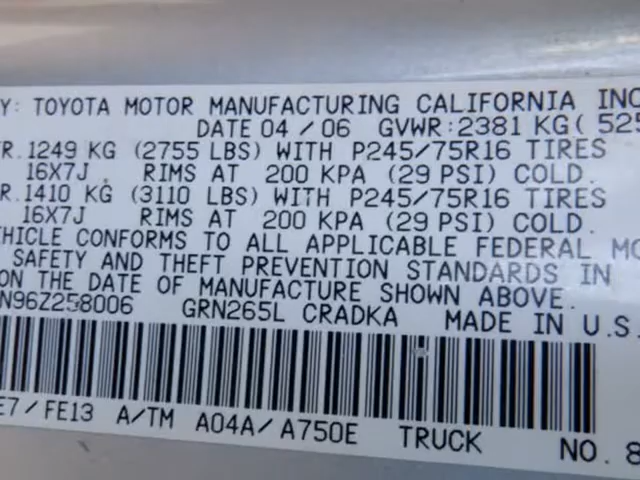 Y: TOYOTA MOTOR MANUFACTURING CALIFORNIA INC
DATE 04 / 06 GVWR: 2381 KG ( 525
R. 1249 KG (2755 LBS) WITH P245/75R16 TIRES
16X7J . RIMS AT 200 KPA (29 PSI) COLD.
R. 1410 KG (3110 LBS) WITH P245/75R16 TIRES
16X7J RIMS AT 200 KPA (29 PSI) COLD.
HICLE CONFORMS TO ALL APPLICABLE FEDERAL MO
SAFETY AND THEFT PREVENTION STANDARDS IN
ON THE DATE OF MANUFACTURE SHOWN ABOVE.
N96Z258006 GRN265L CRADKA MADE IN U.S.
E7 / FE13 A/TM A04A / A750E TRUCK NO. 8